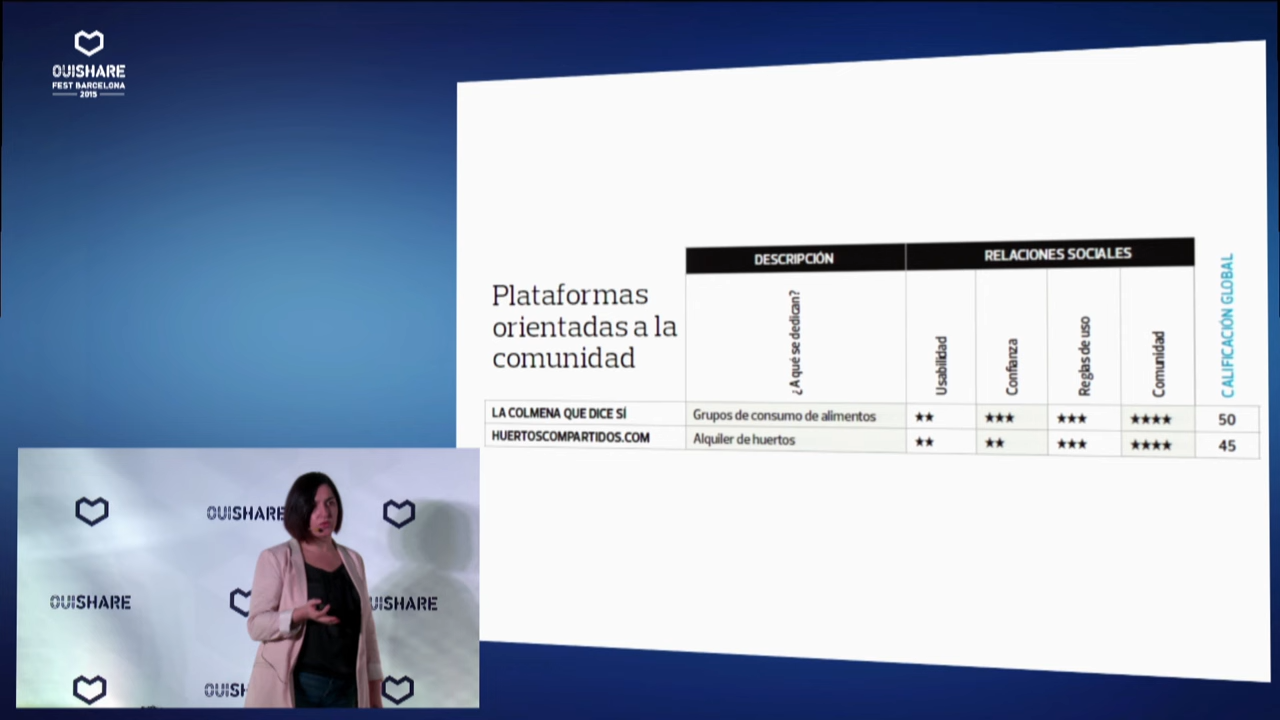 OUISHARE
FEST BARCELONA
2015
Plataformas
orientadas a la
comunidad
DESCRIPCIÓN
RELACIONES SOCIALES
¿A qué se dedican?
Usabilidad
Confianza
Reglas de uso
Comunidad
CALIFICACIÓN GLOBAL
LA COLMENA QUE DICE SÍ Grupos de consumo de alimentos ★★ ★★★ ★★★ ★★★★ 50
HUERTOSCOMPARTIDOS.COM Alquiler de huertos ★★ ★★ ★★★ ★★★★ 45
OUISHARE
OUISHARE
UISHARE
OUISH